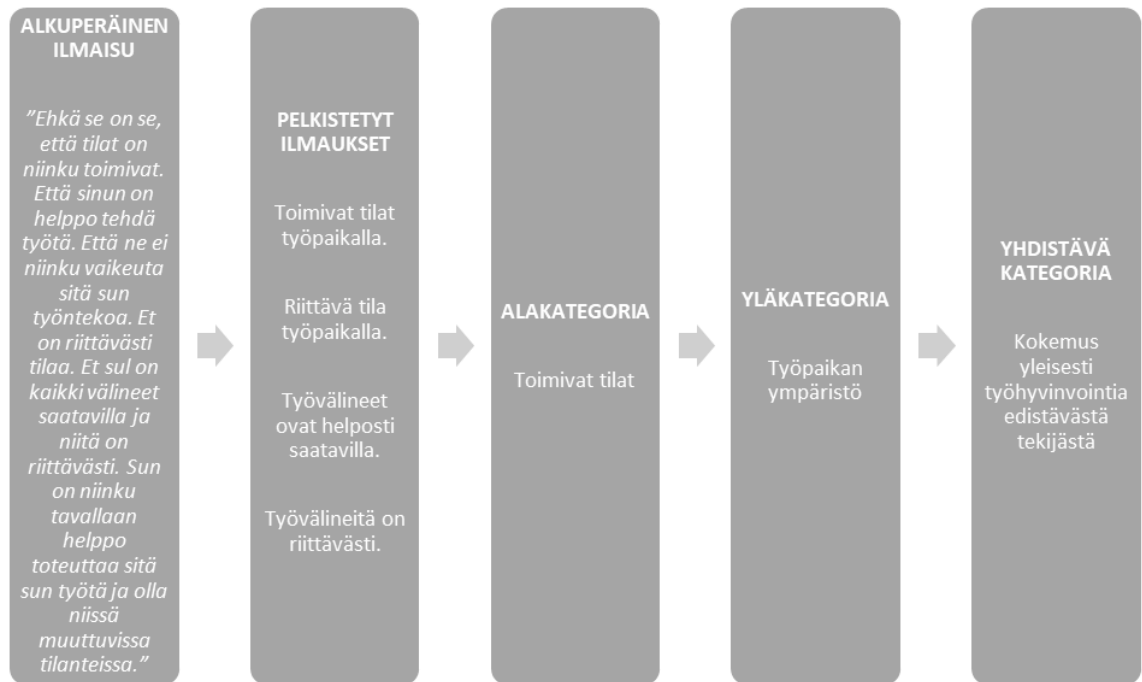 ALKUPERÄINEN
ILMAISU
”Ehkä se on se,
että tilat on
niinku toimivat.
Että sinun on
helppo tehdä
työtä. Että ne ei
niinku vaikeuta
sitä sun
työntekoa. Et
on riittävästi
tilaa. Et sul on
kaikki välineet
saatavilla ja
niitä on
riittävästi. Sun
on niinku
tavallaan
helppo
toteuttaa sitä
sun työtä ja olla
niissä
muuttuvissa
tilanteissa.”
PELKISTETYT
ILMAUKSET
Toimivat tilat
työpaikalla.
Riittävä tila
työpaikalla.
Työvälineet
ovat helposti
saatavilla.
Työvälineitä on
riittävästi.
ALAKATEGORIA
Toimivat tilat
YLÄKATEGORIA
Työpaikan
ympäristö
YHDISTÄVÄ
KATEGORIA
Kokemus
yleisesti
työhyvinvointia
edistävästä
tekijästä